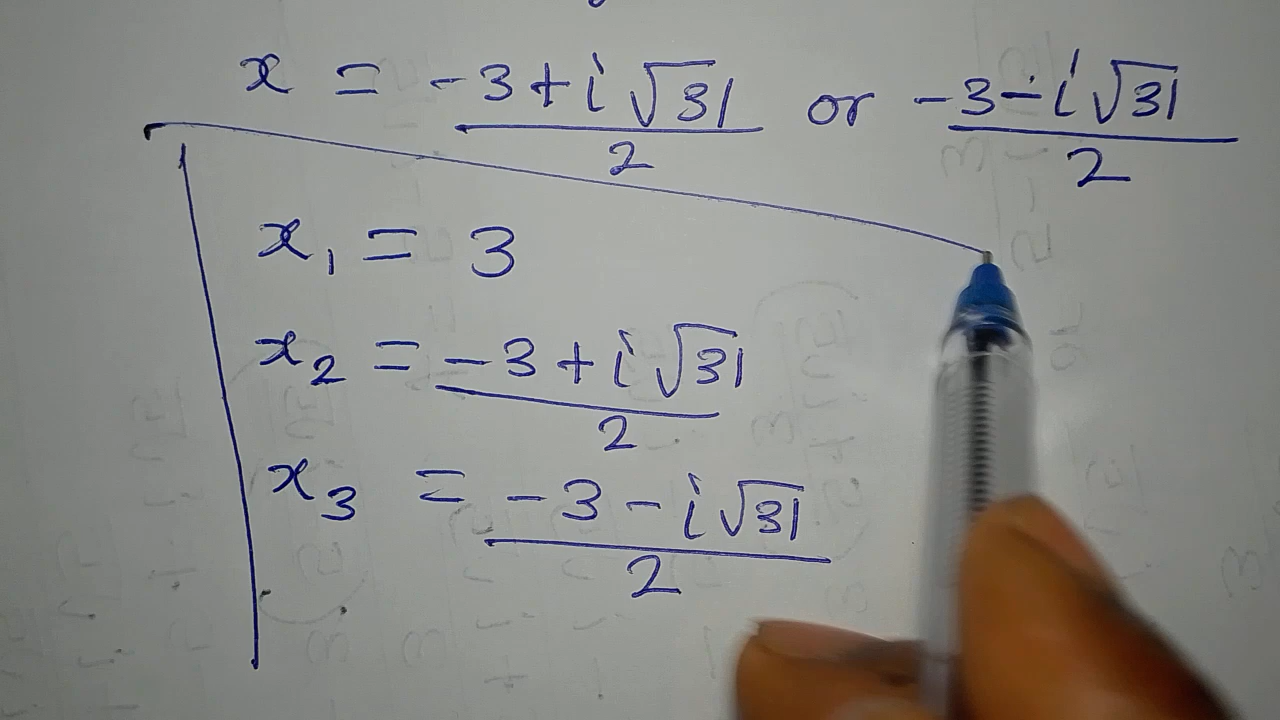 x = -3+i√31/2 or -3-i√31/2
x₁ = 3
x₂ = -3+i√31/2
x₃ = -3-i√31/2